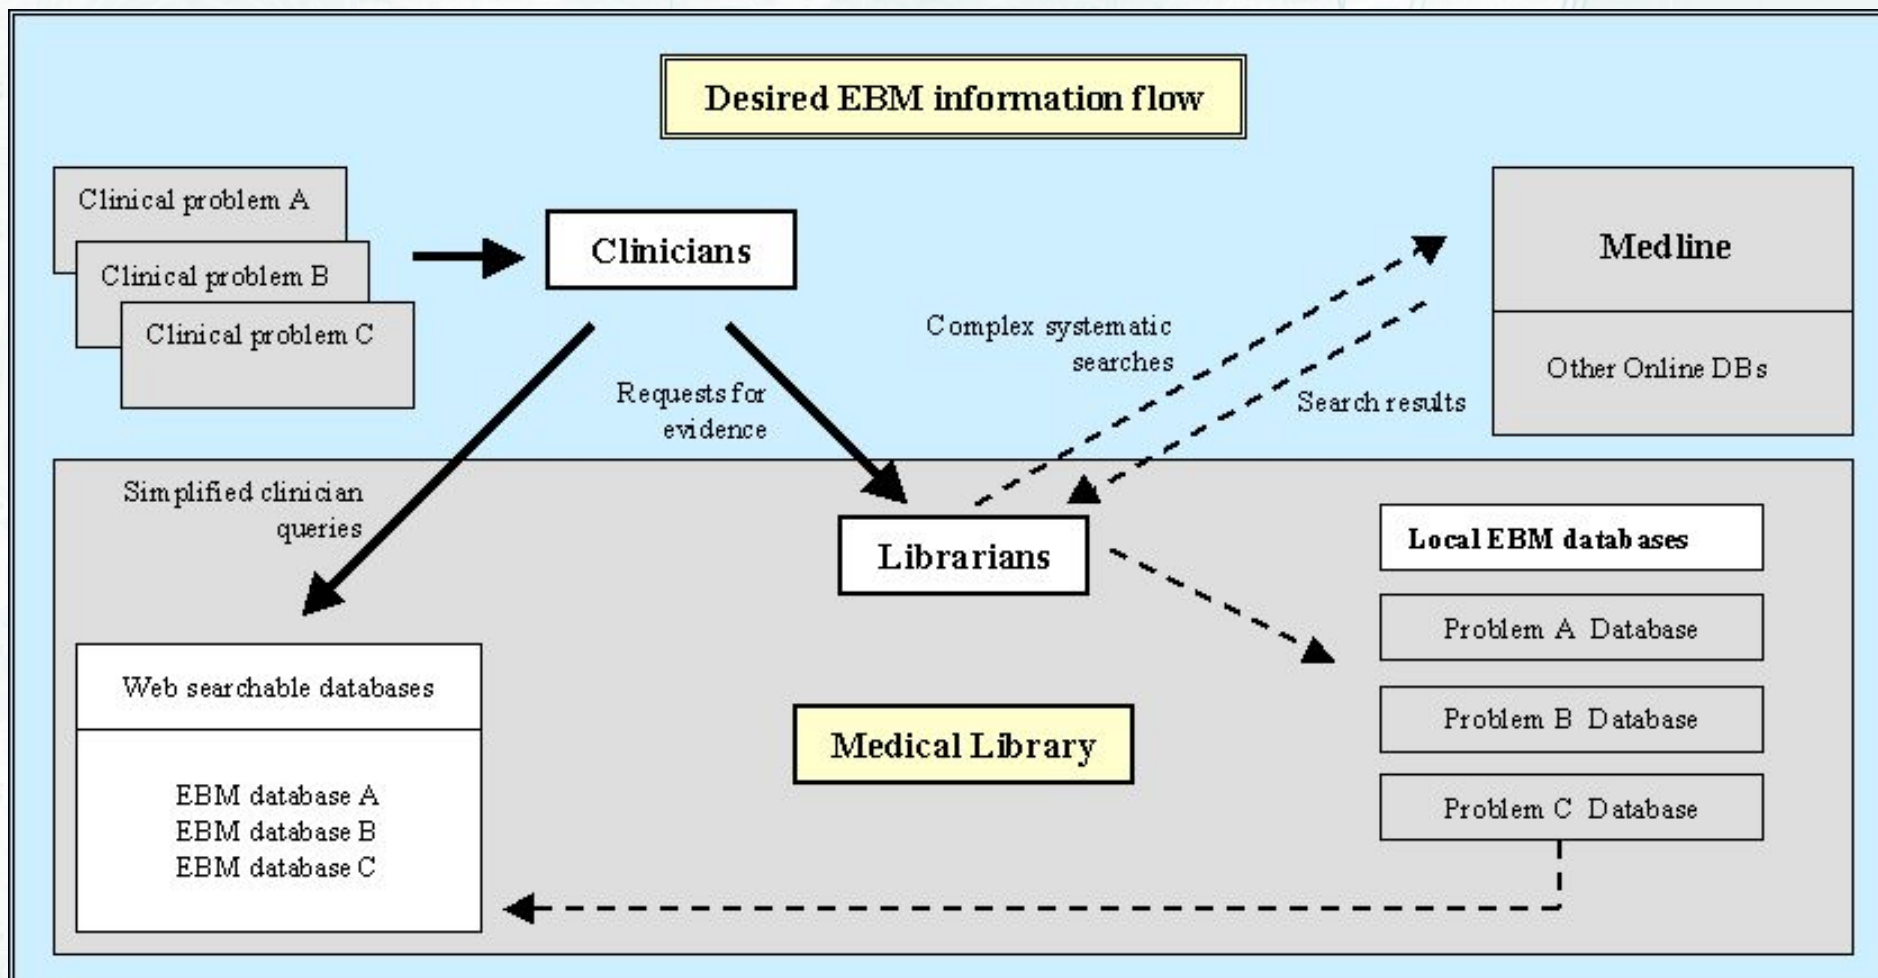 Desired EBM information flow
Clinical problem A
Clinical problem B
Clinical problem C
Clinicians
Medline
Other Online DBs
Complex systematic
searches
Search results
Requests for
evidence
Simplified clinician
queries
Librarians
Local EBM databases
Problem A Database
Problem B Database
Problem C Database
Web searchable databases
EBM database A
EBM database B
EBM database C
Medical Library